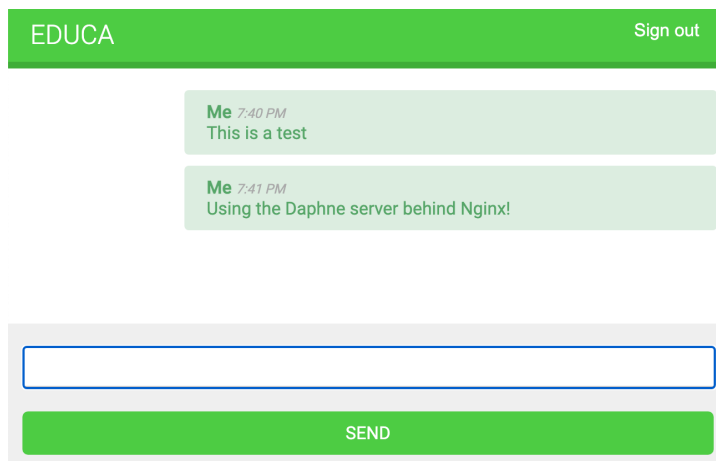 EDUCA
Sign out
Me 7:40 PM
This is a test
Me 7:41 PM
Using the Daphne server behind Nginx!
SEND